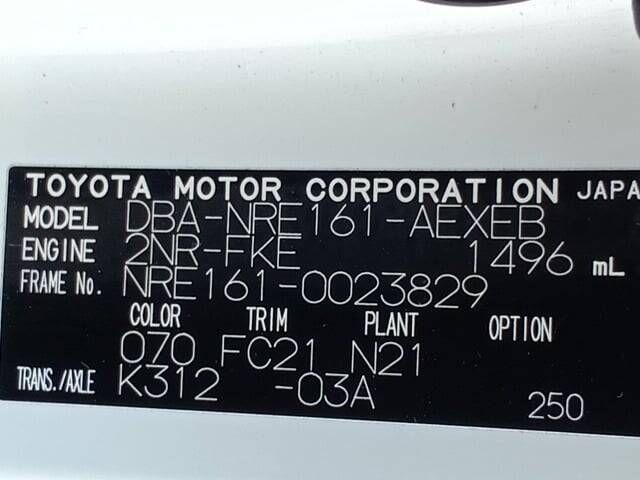 TOYOTA MOTOR CORPORATION JAPA
MODEL DBA-NRE161-AEXEB
ENGINE 2NR-FKE 1496 mL
FRAME No. NRE161-0023829
COLOR TRIM PLANT OPTION
070 FC21 N21
TRANS./AXLE K312 -03A
250